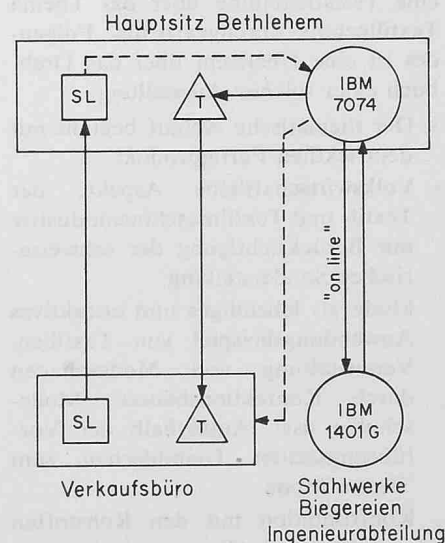 Hauptsitz Bethlehem
SL
T
IBM
7074
"on line"
SL
T
IBM
1401 G
Verkaufsbüro
Stahlwerke
Biegereien
Ingenieurabteilung